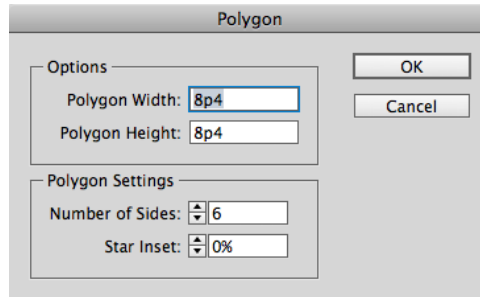 Polygon
Options
Polygon Width: 8p4
Polygon Height: 8p4
Polygon Settings
Number of Sides: 6
Star Inset: 0%
OK
Cancel